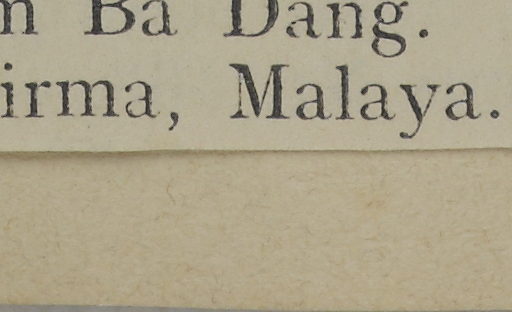 n Ba Dang.
irma, Malaya.